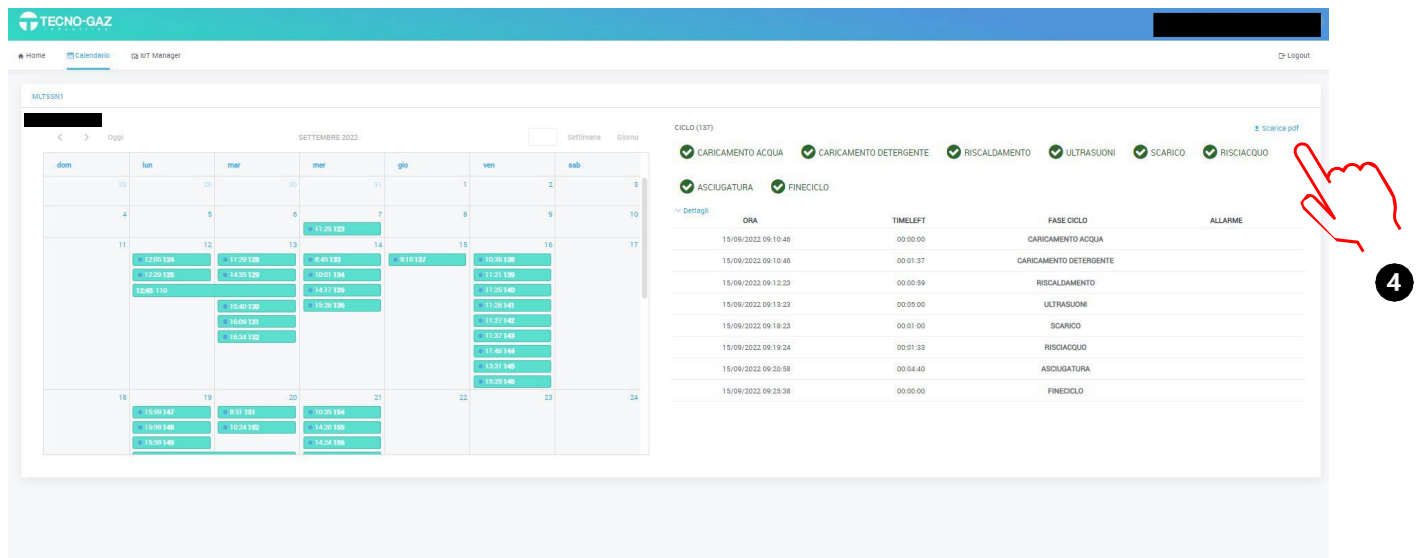 TECNO-GAZ
INDUSTRIES
Home Calendario IoT Manager Logout
MLTSSN1
Oggi SETTEMBRE 2022 Settimana Giorno
dom lun mar mer gio ven sab
28 29 30 31 1 2 3
4 5 6 7 8 9 10
11:25 123
11 12 13 14 15 16 17
12:05 124 11:29 128 8:45 133 9:10 137 10:36 138
12:29 125 14:35 129 10:01 134 11:21 139
12:45 110 14:17 135 11:25 140
15:40 130 15:26 136 11:26 141
16:09 131 11:27 142
16:34 132 11:37 143
11:40 144
13:31 145
15:29 146
18 19 20 21 22 23 24
15:59 147 9:51 151 10:35 154
15:59 148 10:24 152 14:20 155
15:59 149 14:24 156
CICLO (137) Scarica pdf
CARICAMENTO ACQUA CARICAMENTO DETERGENTE RISCALDAMENTO ULTRASUONI SCARICO RISCIACQUO
ASCIUGATURA FINECICLO
Dettagli
ORA TIMELEFT FASE CICLO ALLARME
15/09/2022 09:10:46 00:00:00 CARICAMENTO ACQUA
15/09/2022 09:10:46 00:01:37 CARICAMENTO DETERGENTE
15/09/2022 09:12:23 00:00:59 RISCALDAMENTO
15/09/2022 09:13:23 00:05:00 ULTRASUONI
15/09/2022 09:18:23 00:01:00 SCARICO
15/09/2022 09:19:24 00:01:33 RISCIACQUO
15/09/2022 09:20:58 00:04:40 ASCIUGATURA
15/09/2022 09:25:38 00:00:00 FINECICLO
4